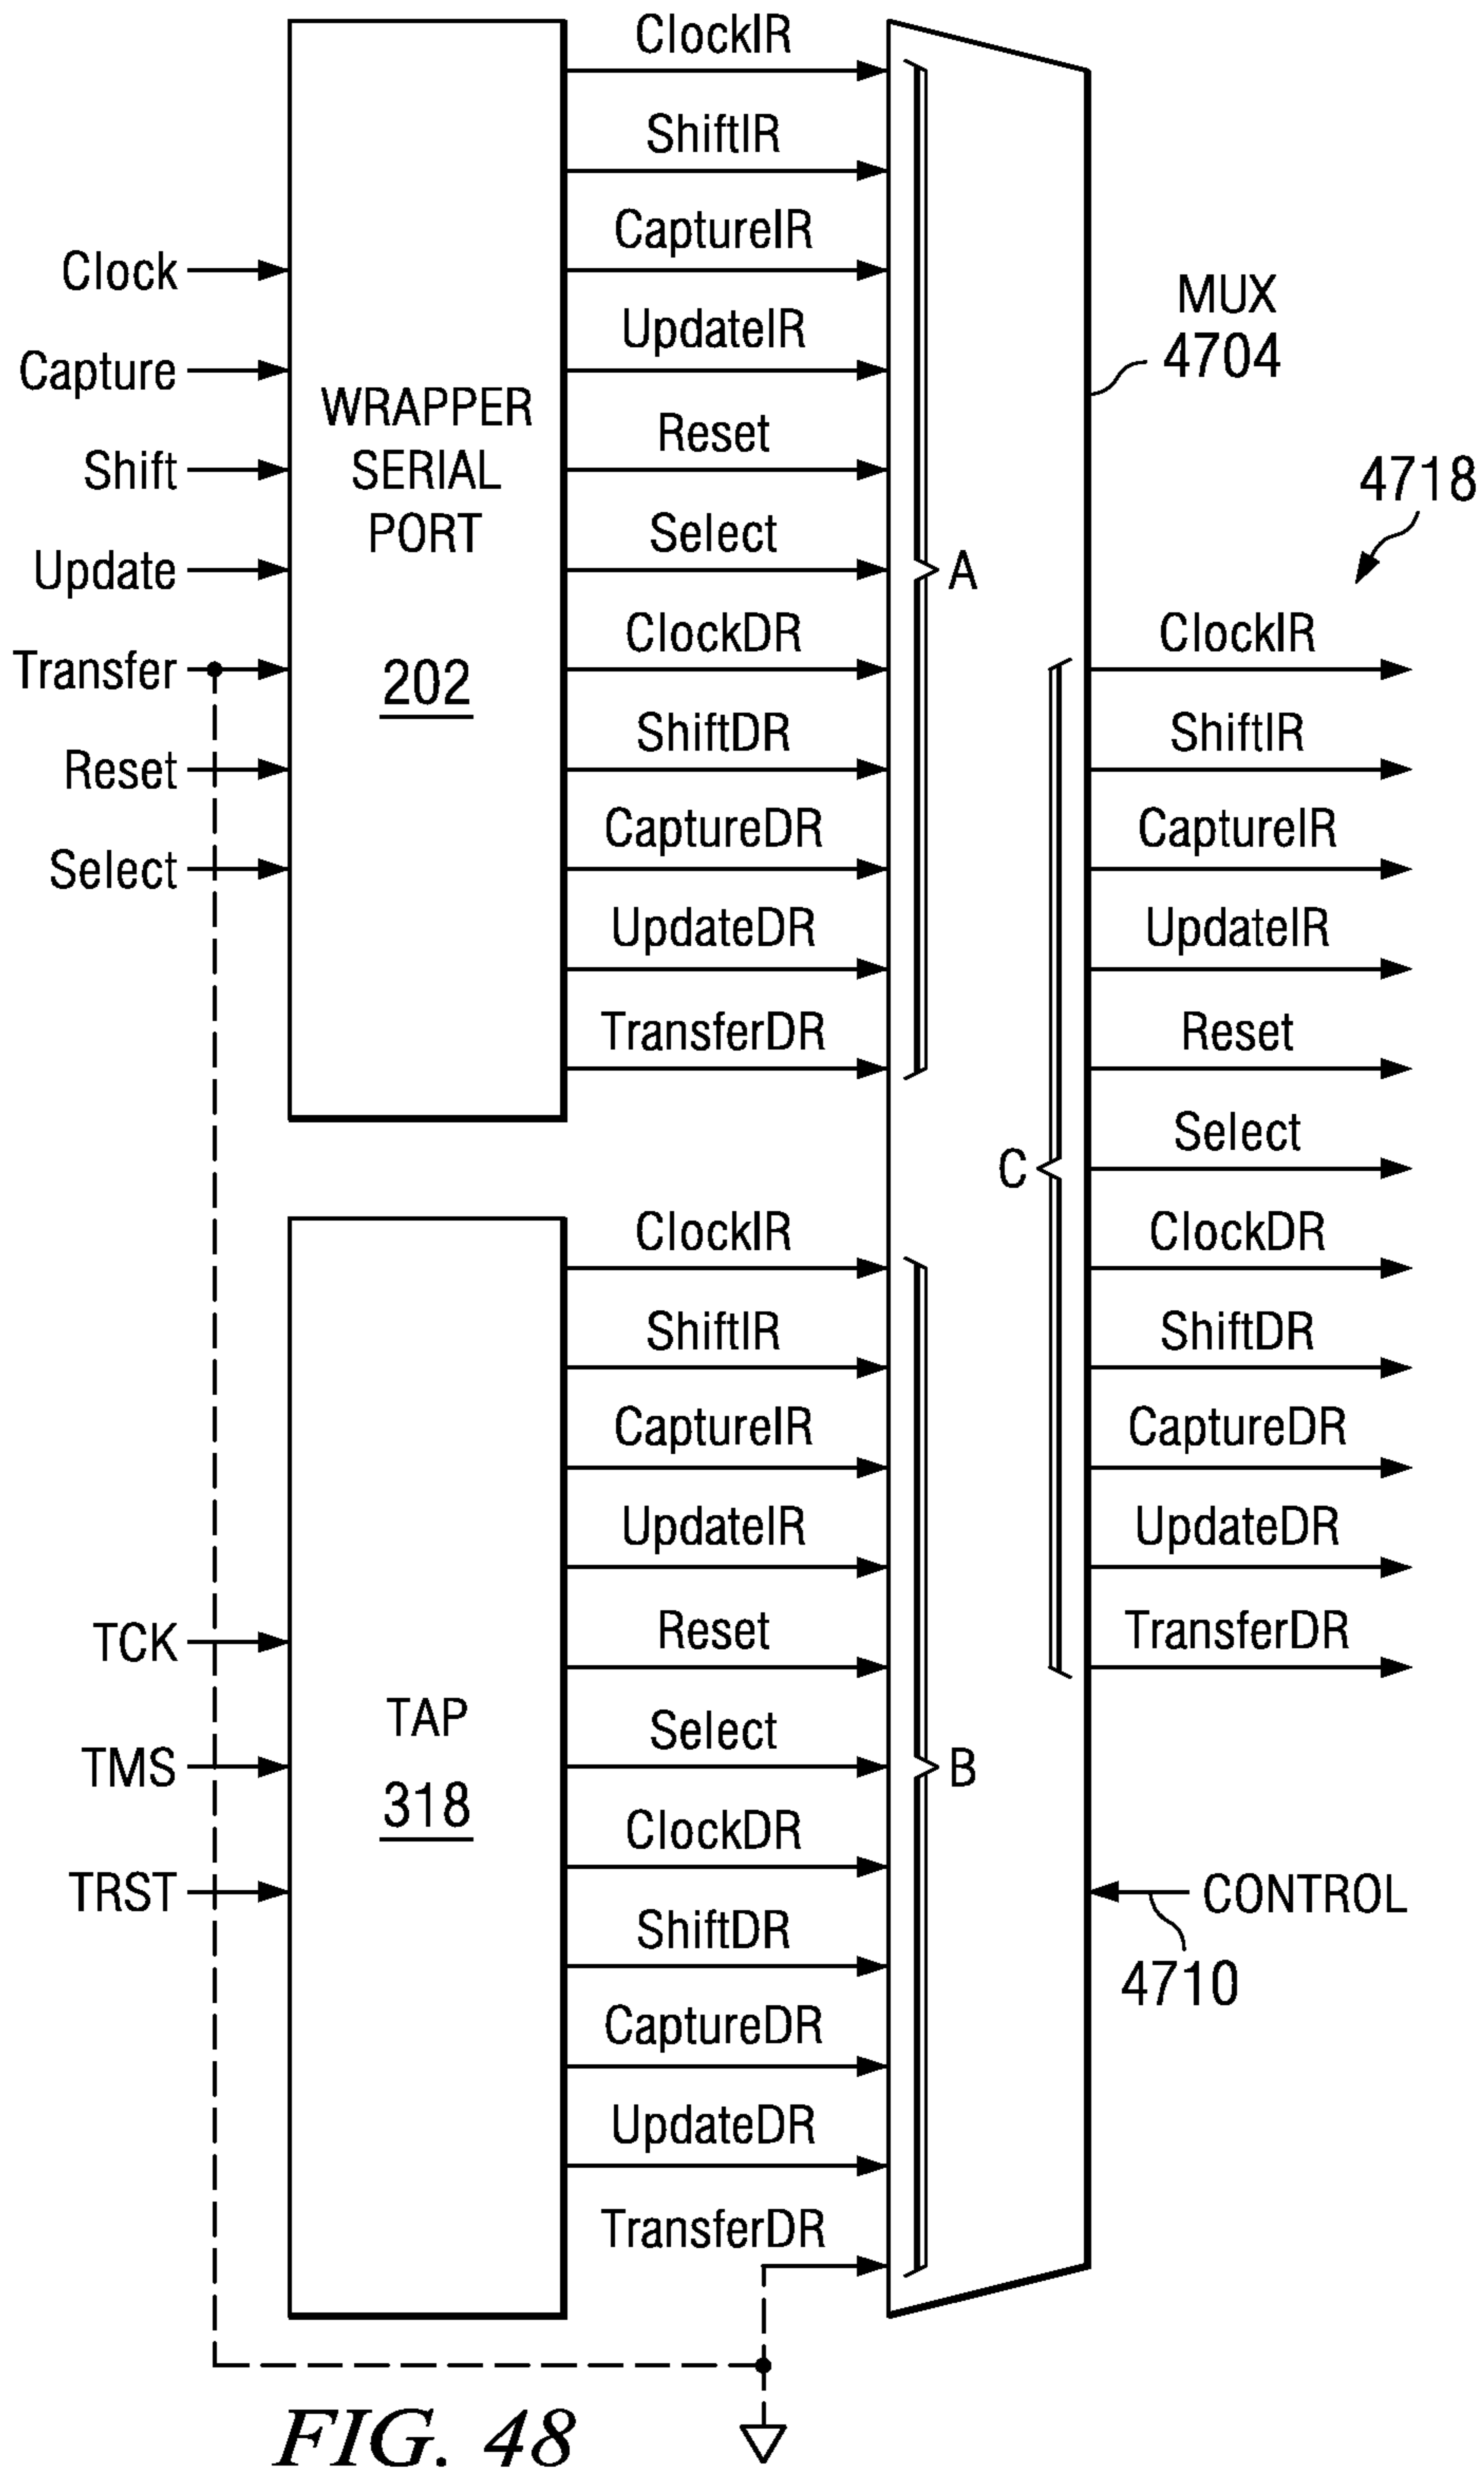 Clock
Capture
Shift
Update
Transfer
Reset
Select
WRAPPER
SERIAL
PORT
202
ClockIR
ShiftIR
CaptureIR
UpdateIR
Reset
Select
ClockDR
ShiftDR
CaptureDR
UpdateDR
TransferDR
A
MUX
4704
4718
C
ClockIR
ShiftIR
CaptureIR
UpdateIR
Reset
Select
ClockDR
ShiftDR
CaptureDR
UpdateDR
TransferDR
TCK
TMS
TRST
TAP
318
ClockIR
ShiftIR
CaptureIR
UpdateIR
Reset
Select
ClockDR
ShiftDR
CaptureDR
UpdateDR
TransferDR
B
CONTROL
4710
FIG. 48